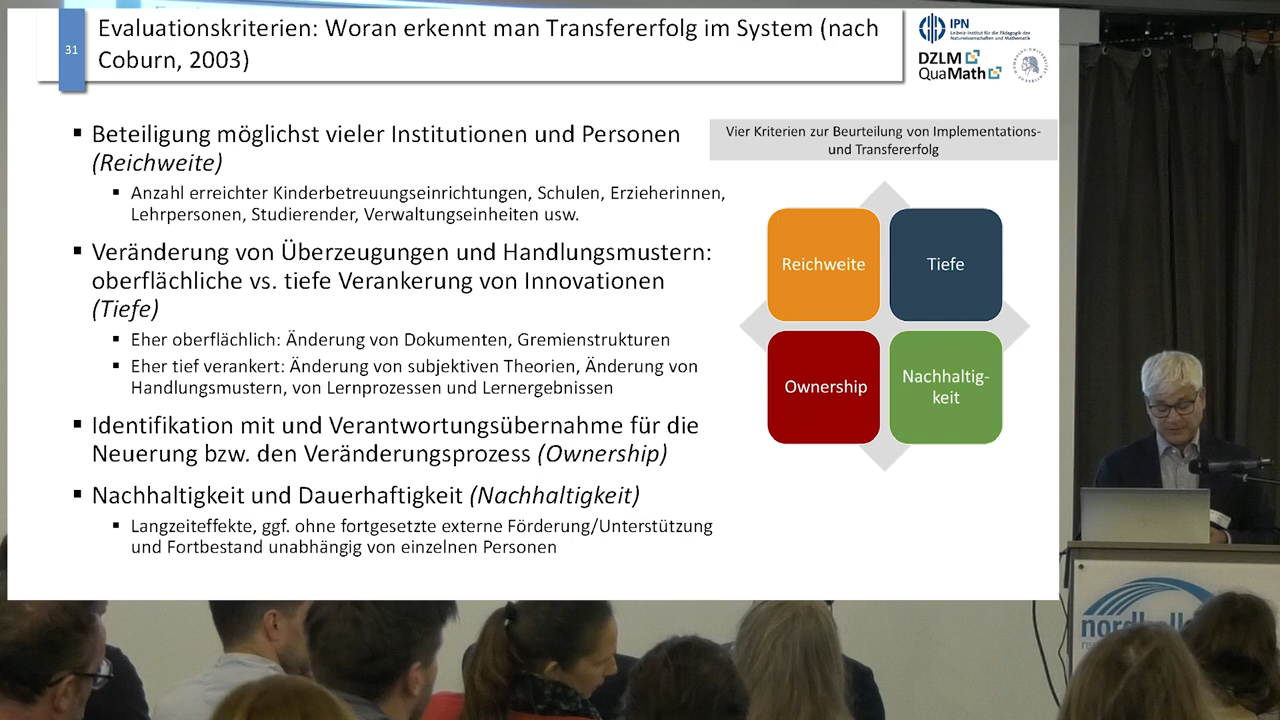 31
Evaluationskriterien: Woran erkennt man Transfererfolg im System (nach
Coburn, 2003)
IPN
Leibniz-Institut für die Pädagogik der
Naturwissenschaften und Mathematik
DZLM
QuaMath
▪ Beteiligung möglichst vieler Institutionen und Personen
(Reichweite)
▪ Anzahl erreichter Kinderbetreuungseinrichtungen, Schulen, Erzieherinnen,
Lehrpersonen, Studierender, Verwaltungseinheiten usw.
▪ Veränderung von Überzeugungen und Handlungsmustern:
oberflächliche vs. tiefe Verankerung von Innovationen
(Tiefe)
▪ Eher oberflächlich: Änderung von Dokumenten, Gremienstrukturen
▪ Eher tief verankert: Änderung von subjektiven Theorien, Änderung von
Handlungsmustern, von Lernprozessen und Lernergebnissen
▪ Identifikation mit und Verantwortungsübernahme für die
Neuerung bzw. den Veränderungsprozess (Ownership)
▪ Nachhaltigkeit und Dauerhaftigkeit (Nachhaltigkeit)
▪ Langzeiteffekte, ggf. ohne fortgesetzte externe Förderung/Unterstützung
und Fortbestand unabhängig von einzelnen Personen
Vier Kriterien zur Beurteilung von Implementations-
und Transfererfolg
Reichweite
Tiefe
Ownership
Nachhaltig-
keit